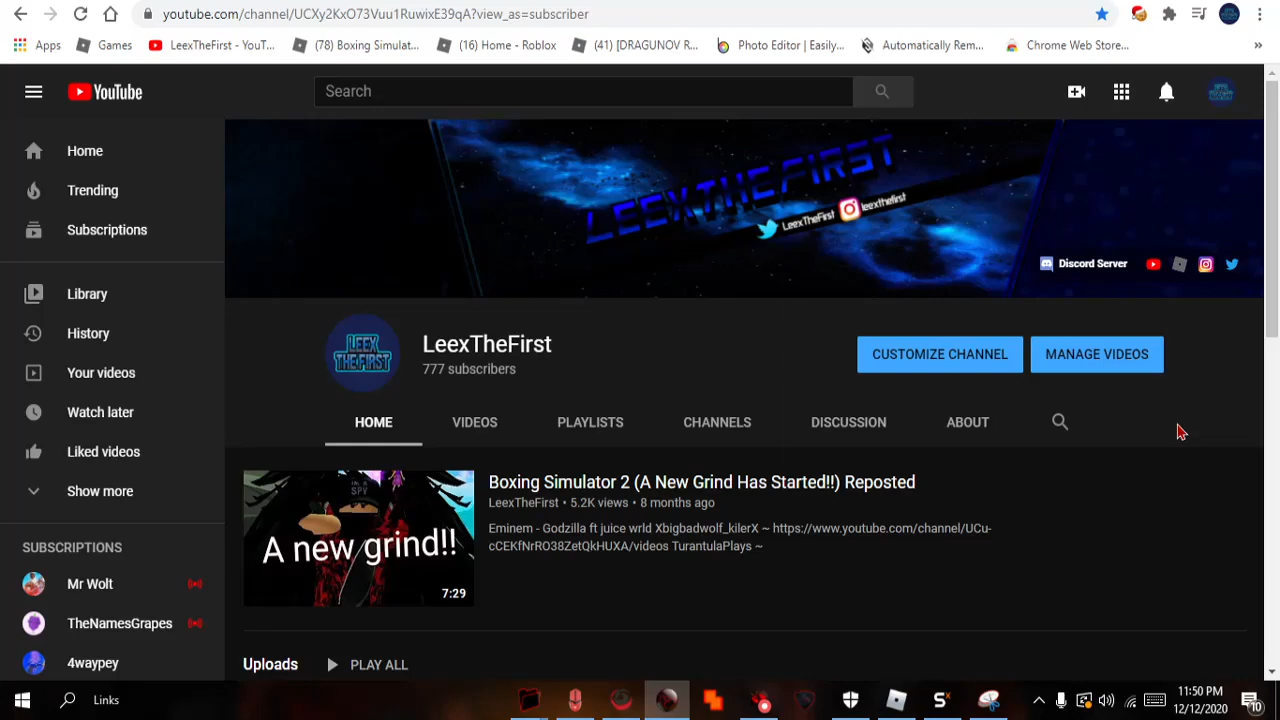 youtube.com/channel/UCXy2KxO73Vuu1RuwixE39qA?view_as=subscriber
Apps Games LeexTheFirst - YouT... (78) Boxing Simulat... (16) Home - Roblox (41) [DRAGUNOV R... Photo Editor | Easily... Automatically Rem... Chrome Web Store... »
YouTube
Search
Home
Trending
Subscriptions
Library
History
Your videos
Watch later
Liked videos
Show more
SUBSCRIPTIONS
Mr Wolt
TheNamesGrapes
4waypey
LEEXTHEFIRST
LeexTheFirst leexthefirst
Discord Server
LEEX
THE FIRST
LeexTheFirst
777 subscribers
CUSTOMIZE CHANNEL MANAGE VIDEOS
HOME VIDEOS PLAYLISTS CHANNELS DISCUSSION ABOUT
I'M A
SPY
A new grind!!
7:29
Boxing Simulator 2 (A New Grind Has Started!!) Reposted
LeexTheFirst • 5.2K views • 8 months ago
Eminem - Godzilla ft juice wrld Xbigbadwolf_kilerX ~ https://www.youtube.com/channel/UCu-
cCEKfNrRO38ZetQkHUXA/videos TurantulaPlays ~
Uploads PLAY ALL
Links
11:50 PM
12/12/2020
10